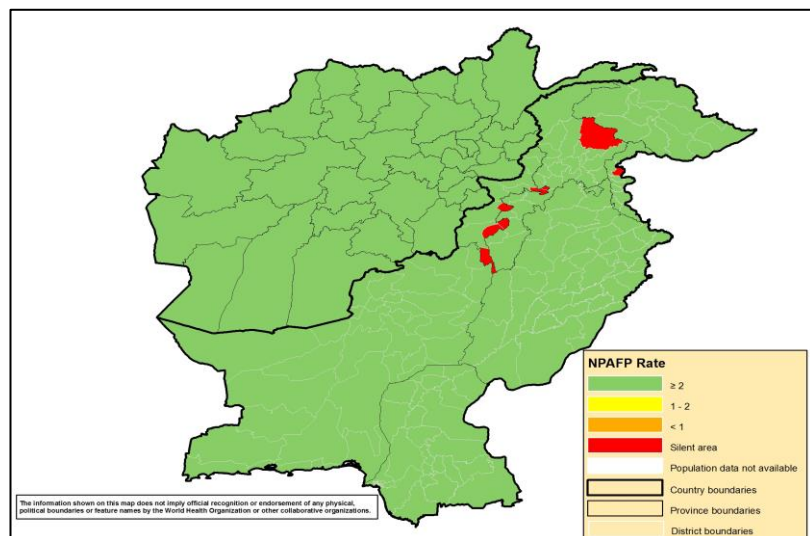 NPAFP Rate
≥ 2
1 - 2
< 1
Silent area
Population data not available
Country boundaries
Province boundaries
District boundaries
The information shown on this map does not imply official recognition or endorsement of any physical,
political boundaries or feature names by the World Health Organization or other collaborative organizations.